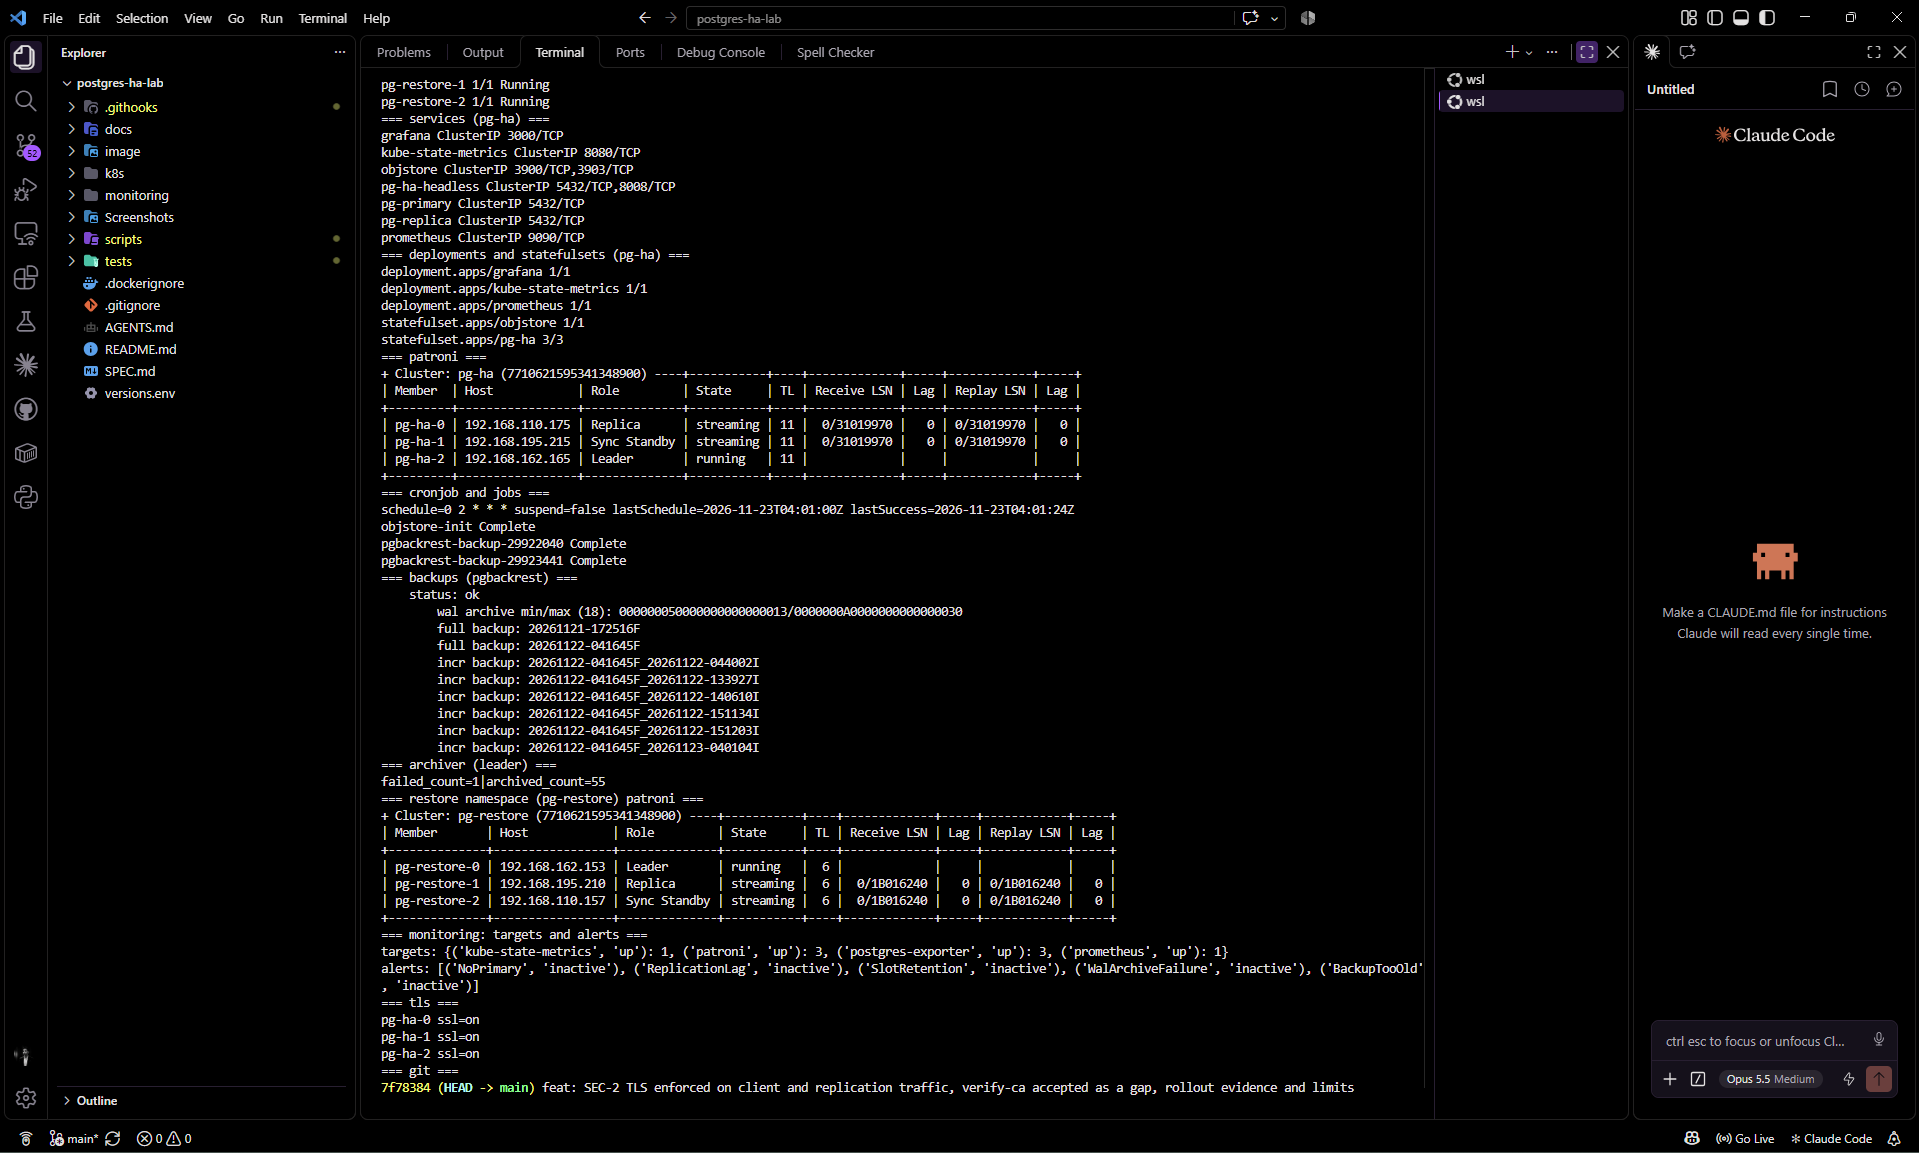 File Edit Selection View Go Run Terminal Help
postgres-ha-lab
Explorer
postgres-ha-lab
.githooks
docs
image
k8s
monitoring
Screenshots
scripts
tests
.dockerignore
.gitignore
AGENTS.md
README.md
SPEC.md
versions.env
52
Outline
Problems Output Terminal Ports Debug Console Spell Checker
pg-restore-1 1/1 Running
pg-restore-2 1/1 Running
=== services (pg-ha) ===
grafana ClusterIP 3000/TCP
kube-state-metrics ClusterIP 8080/TCP
objstore ClusterIP 3900/TCP,3903/TCP
pg-ha-headless ClusterIP 5432/TCP,8008/TCP
pg-primary ClusterIP 5432/TCP
pg-replica ClusterIP 5432/TCP
prometheus ClusterIP 9090/TCP
=== deployments and statefulsets (pg-ha) ===
deployment.apps/grafana 1/1
deployment.apps/kube-state-metrics 1/1
deployment.apps/prometheus 1/1
statefulset.apps/objstore 1/1
statefulset.apps/pg-ha 3/3
=== patroni ===
+ Cluster: pg-ha (7710621595341348900) ----+-----------+----+-------------+-----+------------+-----+
| Member  | Host            | Role         | State     | TL | Receive LSN | Lag | Replay LSN | Lag |
+---------+-----------------+--------------+-----------+----+-------------+-----+------------+-----+
| pg-ha-0 | 192.168.110.175 | Replica      | streaming | 11 |  0/31019970 |   0 | 0/31019970 |   0 |
| pg-ha-1 | 192.168.195.215 | Sync Standby | streaming | 11 |  0/31019970 |   0 | 0/31019970 |   0 |
| pg-ha-2 | 192.168.162.165 | Leader       | running   | 11 |             |     |            |     |
+---------+-----------------+--------------+-----------+----+-------------+-----+------------+-----+
=== cronjob and jobs ===
schedule=0 2 * * * suspend=false lastSchedule=2026-11-23T04:01:00Z lastSuccess=2026-11-23T04:01:24Z
objstore-init Complete
pgbackrest-backup-29922040 Complete
pgbackrest-backup-29923441 Complete
=== backups (pgbackrest) ===
status: ok
wal archive min/max (18): 000000050000000000000013/0000000A0000000000000030
full backup: 20261121-172516F
full backup: 20261122-041645F
incr backup: 20261122-041645F_20261122-044002I
incr backup: 20261122-041645F_20261122-133927I
incr backup: 20261122-041645F_20261122-140610I
incr backup: 20261122-041645F_20261122-151134I
incr backup: 20261122-041645F_20261122-151203I
incr backup: 20261122-041645F_20261123-040104I
=== archiver (leader) ===
failed_count=1|archived_count=55
=== restore namespace (pg-restore) patroni ===
+ Cluster: pg-restore (7710621595341348900) ----+-----------+----+-------------+-----+------------+-----+
| Member       | Host            | Role         | State     | TL | Receive LSN | Lag | Replay LSN | Lag |
+--------------+-----------------+--------------+-----------+----+-------------+-----+------------+-----+
| pg-restore-0 | 192.168.162.153 | Leader       | running   |  6 |             |     |            |     |
| pg-restore-1 | 192.168.195.210 | Replica      | streaming |  6 |  0/1B016240 |   0 | 0/1B016240 |   0 |
| pg-restore-2 | 192.168.110.157 | Sync Standby | streaming |  6 |  0/1B016240 |   0 | 0/1B016240 |   0 |
+--------------+-----------------+--------------+-----------+----+-------------+-----+------------+-----+
=== monitoring: targets and alerts ===
targets: {('kube-state-metrics', 'up'): 1, ('patroni', 'up'): 3, ('postgres-exporter', 'up'): 3, ('prometheus', 'up'): 1}
alerts: [('NoPrimary', 'inactive'), ('ReplicationLag', 'inactive'), ('SlotRetention', 'inactive'), ('WalArchiveFailure', 'inactive'), ('BackupTooOld'
, 'inactive')]
=== tls ===
pg-ha-0 ssl=on
pg-ha-1 ssl=on
pg-ha-2 ssl=on
=== git ===
7f78384 (HEAD -> main) feat: SEC-2 TLS enforced on client and replication traffic, verify-ca accepted as a gap, rollout evidence and limits
wsl
wsl
Untitled
Claude Code
Make a CLAUDE.md file for instructions
Claude will read every single time.
ctrl esc to focus or unfocus Cl...
Opus 5.5 Medium
main* 0 0
Go Live Claude Code